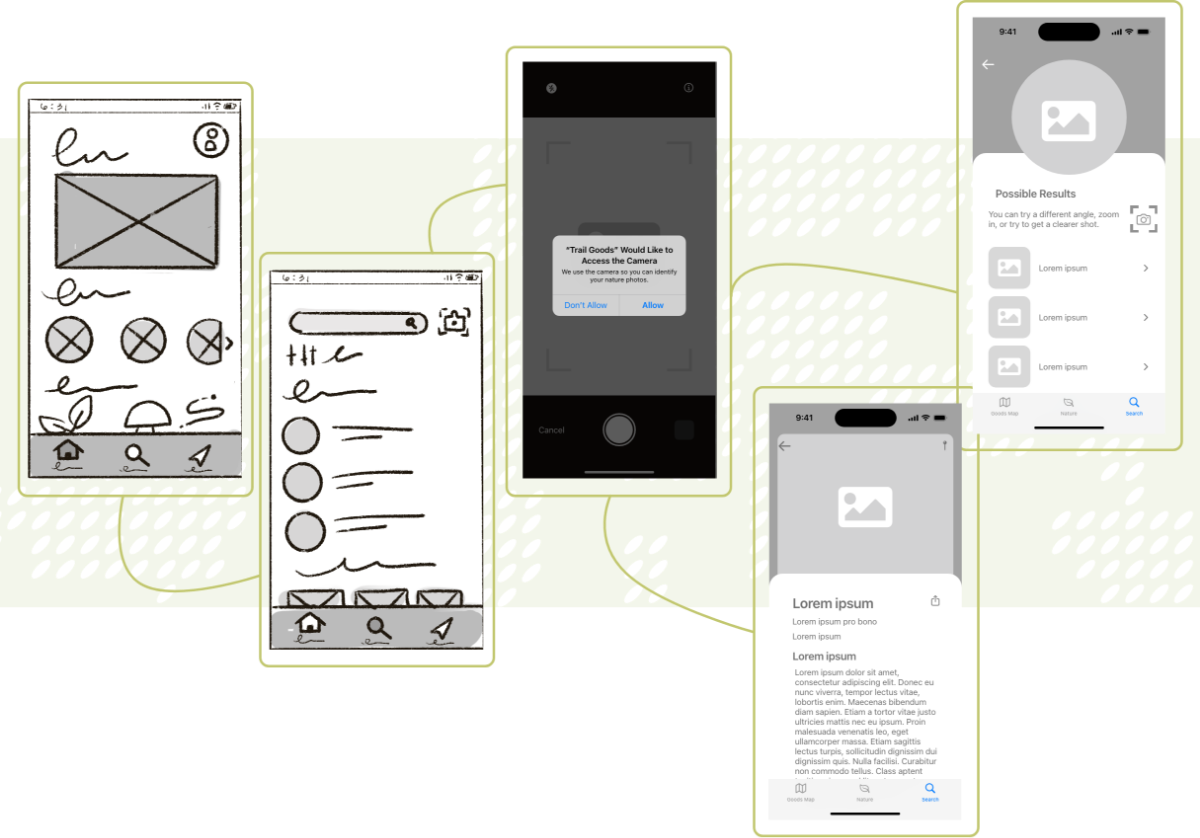 6:31
6:31
"Trail Goods" Would Like to
Access the Camera
We use the camera so you can identify
your nature photos.
Don't Allow
Allow
Cancel
9:41
Lorem ipsum
Lorem ipsum pro bono
Lorem ipsum
Lorem ipsum
Lorem ipsum dolor sit amet,
consectetur adipiscing elit. Donec eu
nunc viverra, tempor lectus vitae,
lobortis enim. Maecenas bibendum
diam sapien. Etiam a tortor vitae justo
ultricies mattis nec eu ipsum. Proin
malesuada venenatis leo, eget
ullamcorper massa. Etiam sagittis
lectus turpis, sollicitudin dignissim dui
dignissim quis. Nulla facilisi. Curabitur
non commodo tellus. Class aptent
Goods Map
Nature
Search
9:41
Possible Results
You can try a different angle, zoom
in, or try to get a clearer shot.
Lorem ipsum
Lorem ipsum
Lorem ipsum
Goods Map
Nature
Search